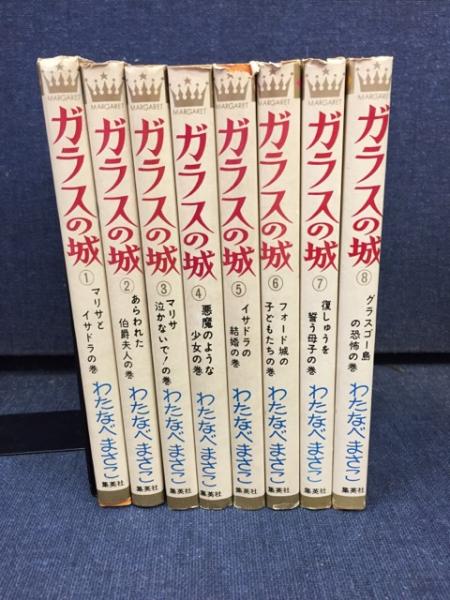 MARGARET
ガラスの城
①
マリサと
イサドラの巻
わたなべまさこ
集英社
MARGARET
ガラスの城
②
あらわれた
伯爵夫人の巻
わたなべまさこ
集英社
MARGARET
ガラスの城
③
マリサ
泣かないで!の巻
わたなべまさこ
集英社
MARGARET
ガラスの城
④
悪魔のような
少女の巻
わたなべまさこ
集英社
MARGARET
ガラスの城
⑤
イサドラの
結婚の巻
わたなべまさこ
集英社
MARGARET
ガラスの城
⑥
フォード城の
子どもたちの巻
わたなべまさこ
集英社
MARGARET
ガラスの城
⑦
復しゅうを
誓う母子の巻
わたなべまさこ
集英社
MARGARET
ガラスの城
⑧
グラスゴー島
の恐怖の巻
わたなべまさこ
集英社